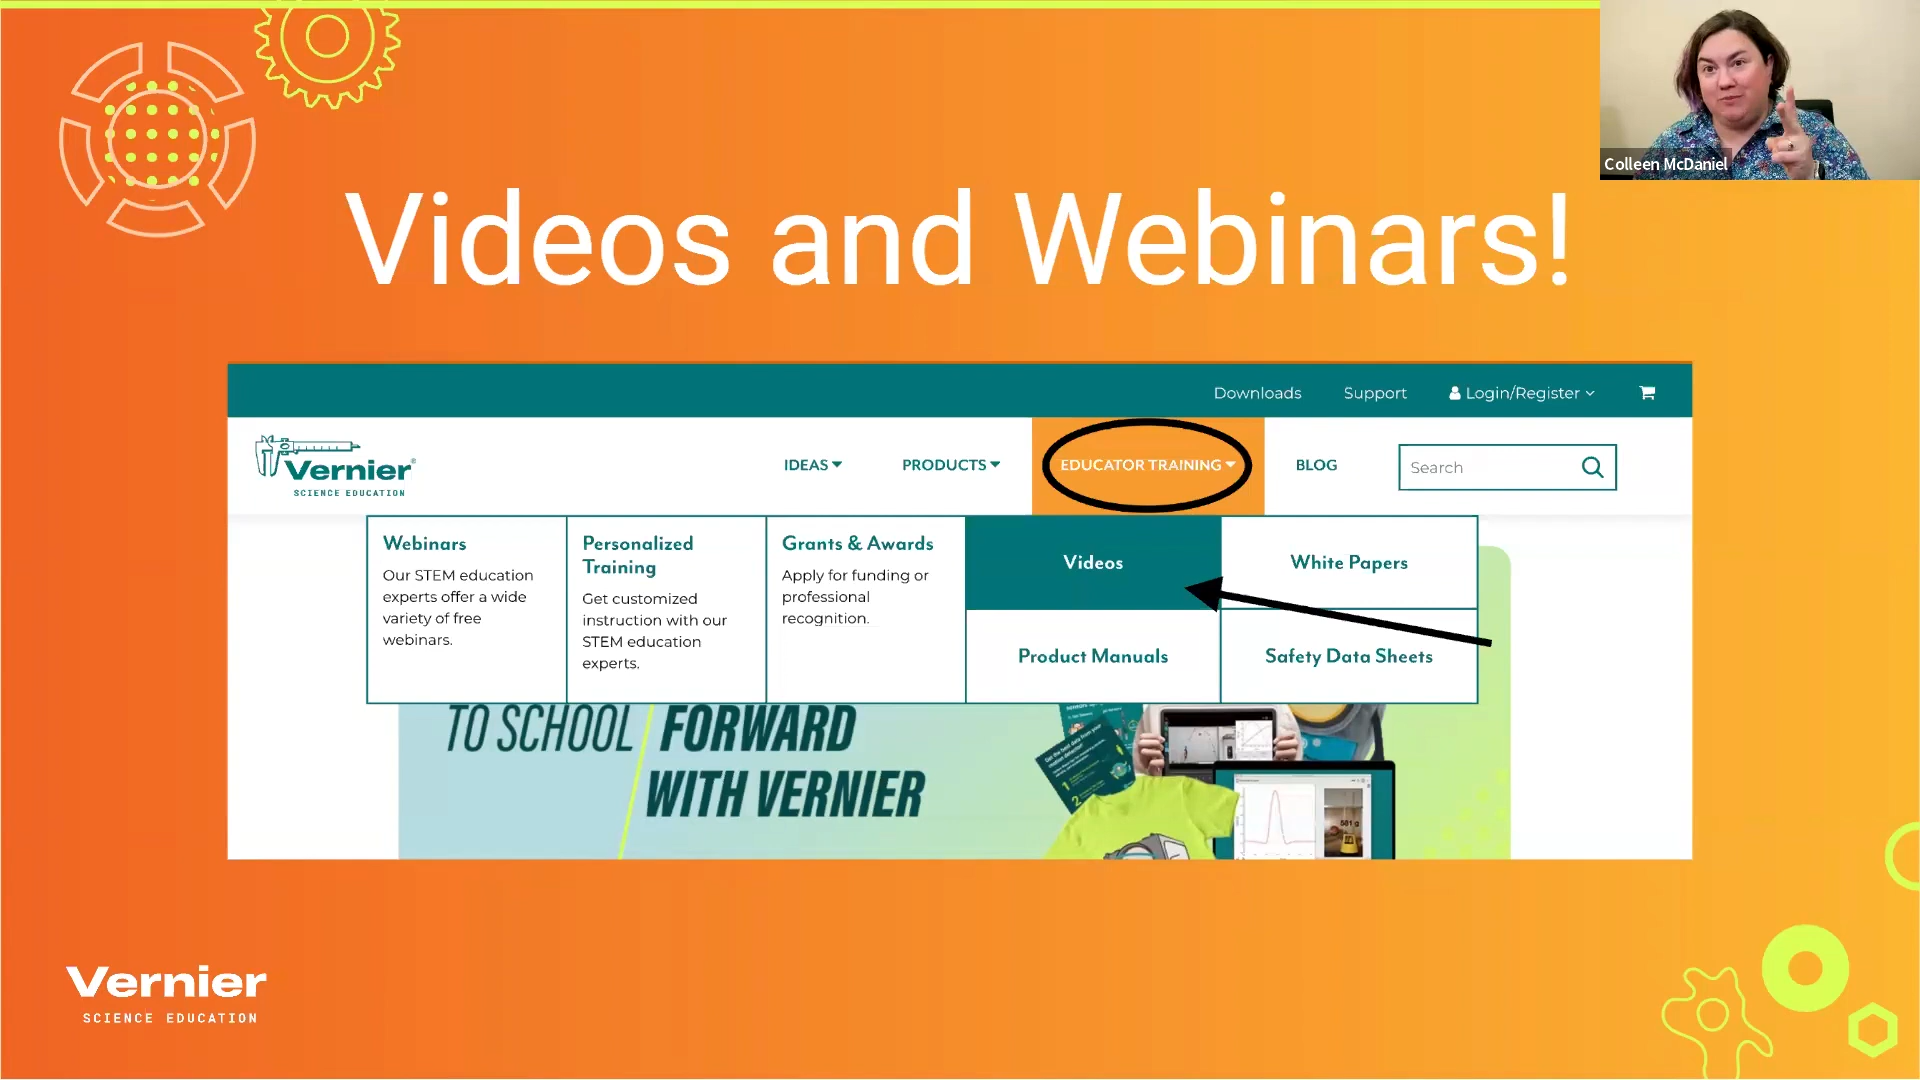 Colleen McDaniel
Videos and Webinars!
Downloads
Support
Login/Register
Vernier®
SCIENCE EDUCATION
IDEAS
PRODUCTS
EDUCATOR TRAINING
BLOG
Search
Webinars
Our STEM education
experts offer a wide
variety of free
webinars.
Personalized
Training
Get customized
instruction with our
STEM education
experts.
Grants & Awards
Apply for funding or
professional
recognition.
Videos
White Papers
Product Manuals
Safety Data Sheets
TO SCHOOL
FORWARD
WITH VERNIER
1
2
581 g
Vernier
SCIENCE EDUCATION